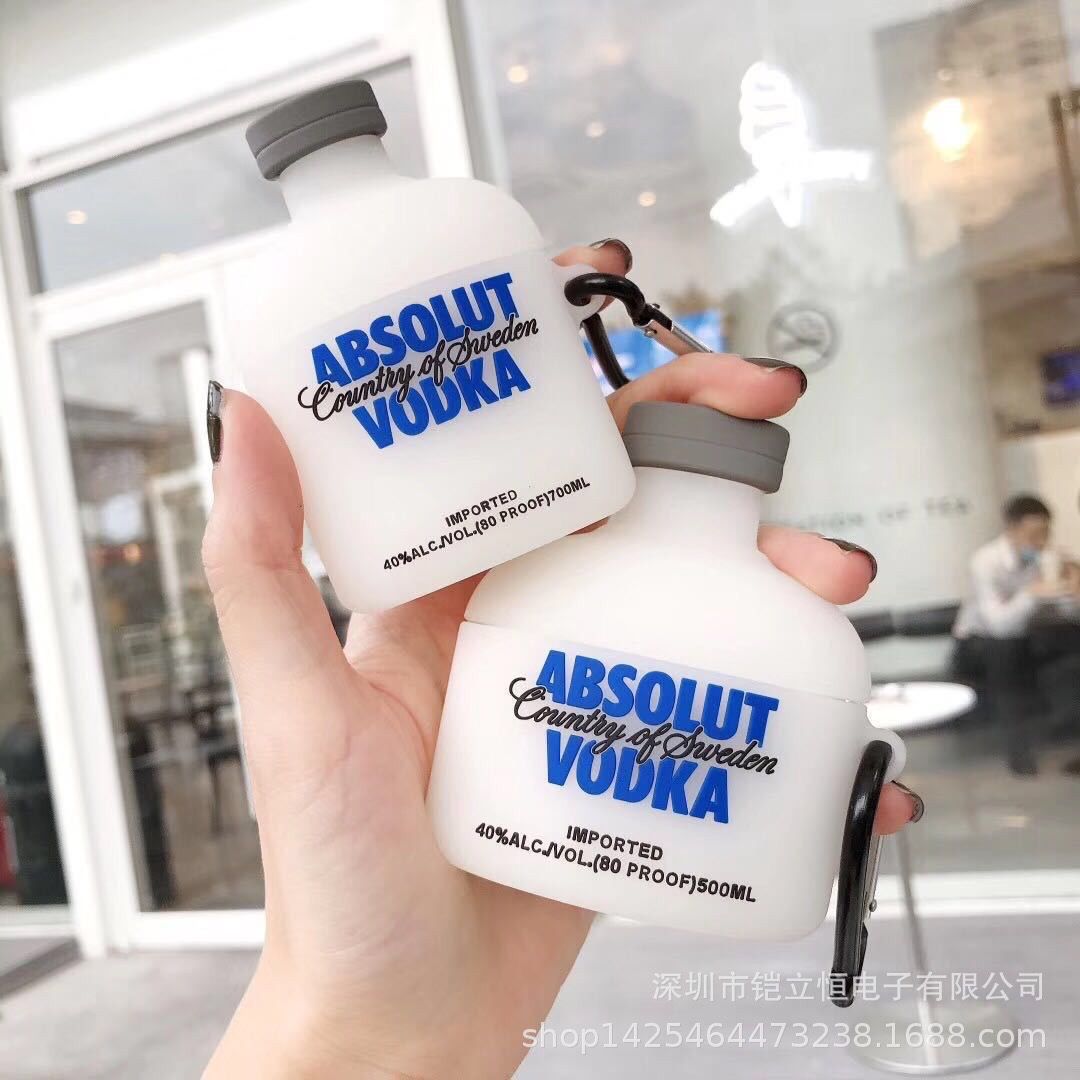 ABSOLUT
Country of Sweden
VODKA
IMPORTED
40%ALC./VOL.(80 PROOF)700ML
ABSOLUT
Country of Sweden
VODKA
IMPORTED
40%ALC./VOL.(80 PROOF)500ML
OF TEA
深圳市铠立恒电子有限公司
shop1425464473238.1688.com